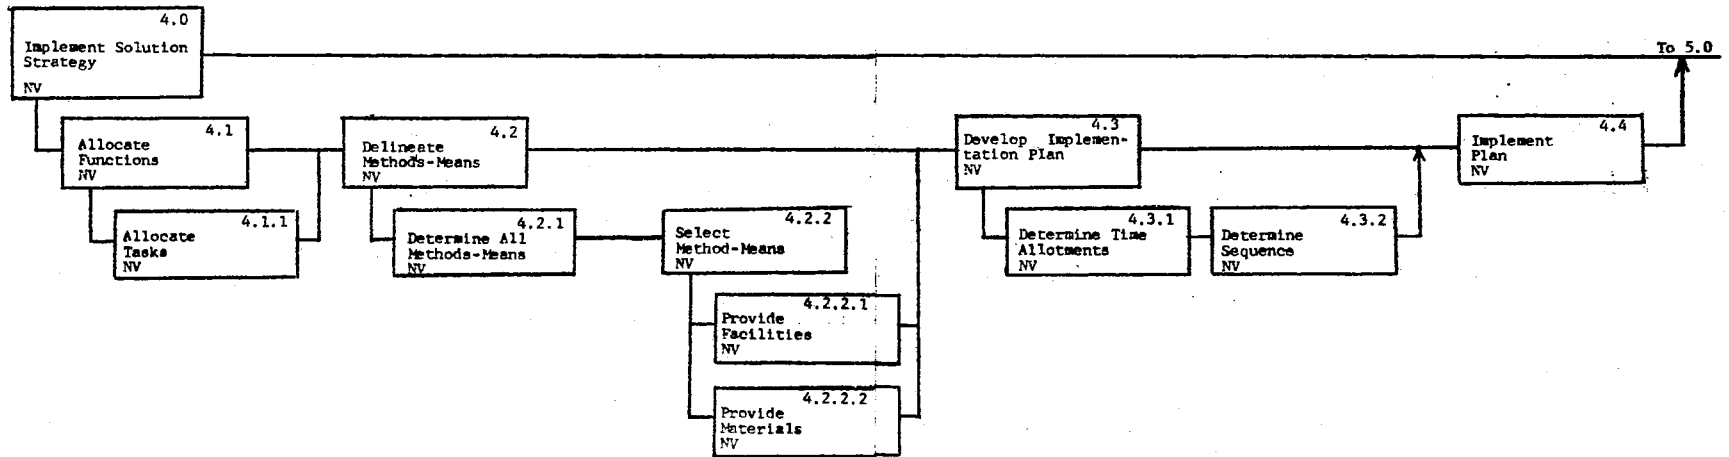 4.0
Implement Solution
Strategy
NV
To 5.0
4.1
Allocate
Functions
NV
4.2
Delineate
Methods-Means
NV
4.3
Develop Implemen-
tation Plan
NV
4.4
Implement
Plan
NV
4.1.1
Allocate
Tasks
NV
4.2.1
Determine All
Methods-Means
NV
4.2.2
Select
Method-Means
NV
4.3.1
Determine Time
Allotments
NV
4.3.2
Determine
Sequence
NV
4.2.2.1
Provide
Facilities
NV
4.2.2.2
Provide
Materials
NV